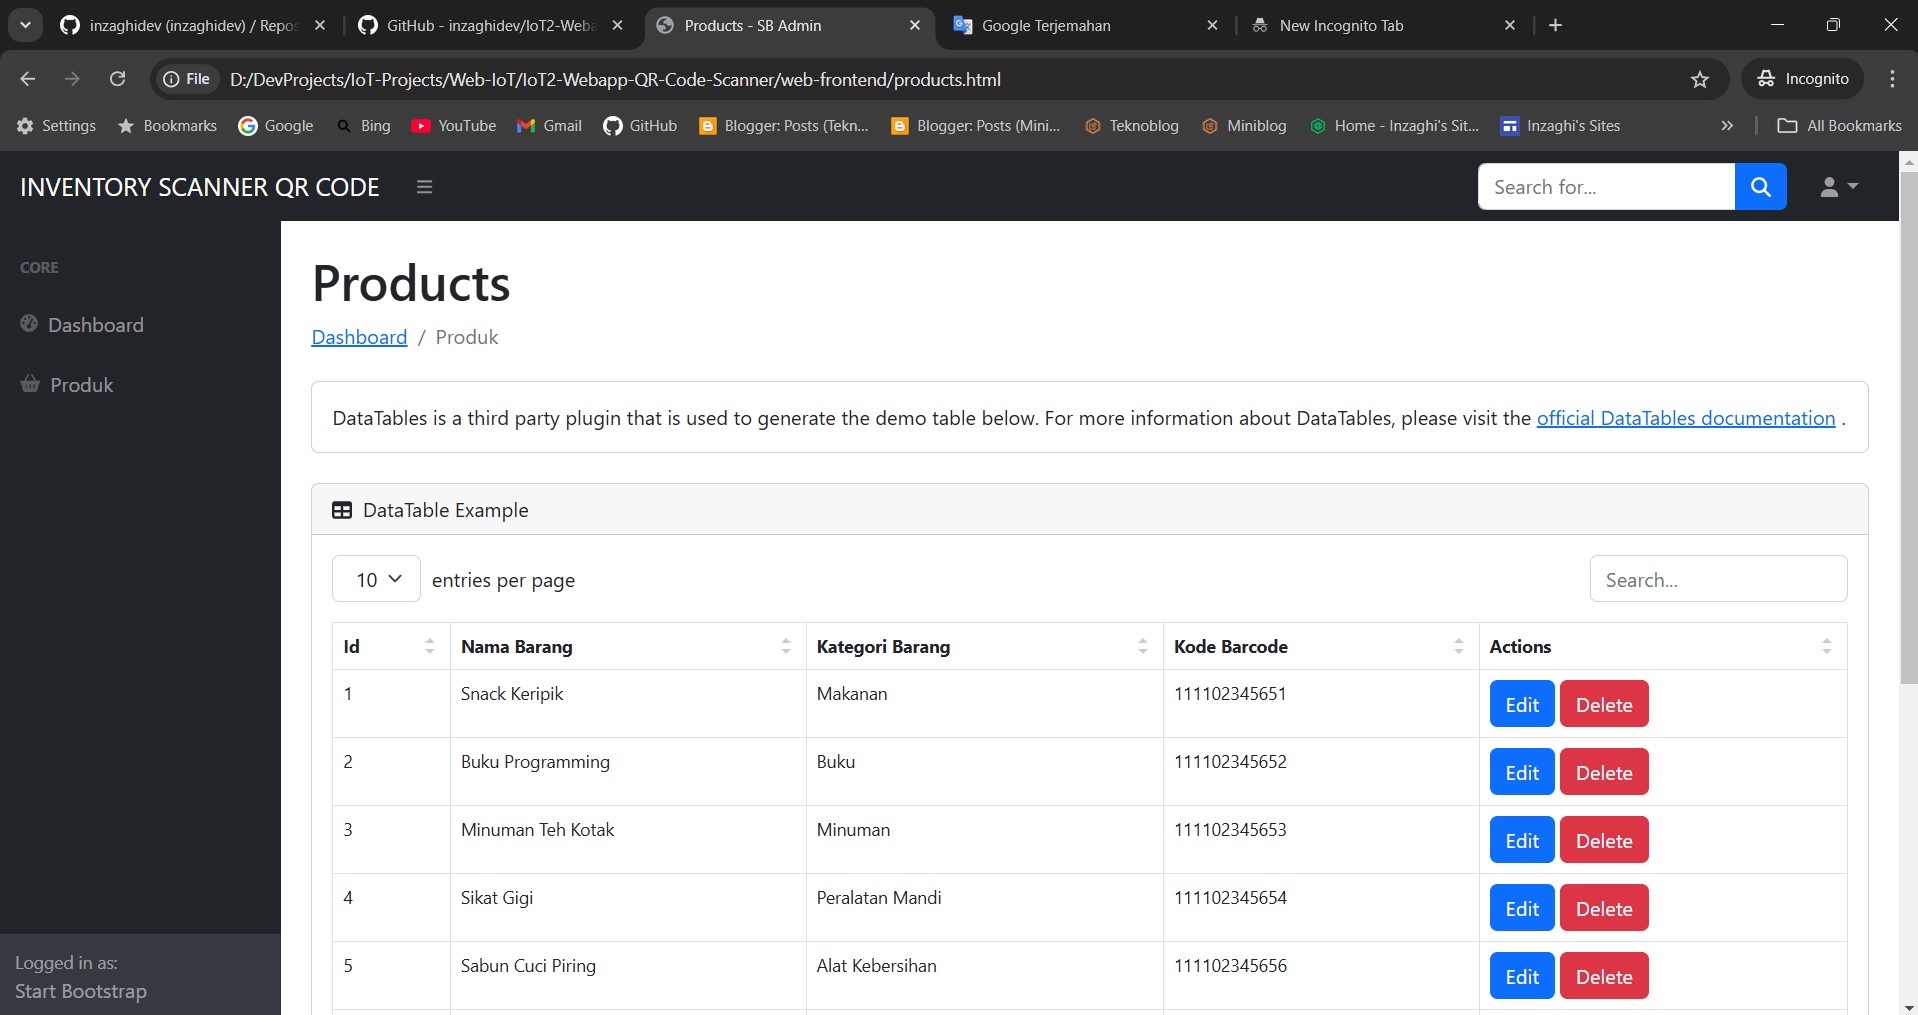 inzaghidev (inzaghidev) / Repos
GitHub - inzaghidev/IoT2-Weba
Products - SB Admin
Google Terjemahan
New Incognito Tab
File
D:/DevProjects/IoT-Projects/Web-IoT/IoT2-Webapp-QR-Code-Scanner/web-frontend/products.html
Incognito
Settings
Bookmarks
Google
Bing
YouTube
Gmail
GitHub
Blogger: Posts (Tekn...
Blogger: Posts (Mini...
Teknoblog
Miniblog
Home - Inzaghi's Sit...
Inzaghi's Sites
All Bookmarks
INVENTORY SCANNER QR CODE
Search for...
CORE
Dashboard
Produk
Logged in as:
Start Bootstrap
Products
Dashboard / Produk
DataTables is a third party plugin that is used to generate the demo table below. For more information about DataTables, please visit the official DataTables documentation .
DataTable Example
10 entries per page
Search...
Id Nama Barang Kategori Barang Kode Barcode Actions
1 Snack Keripik Makanan 111102345651 Edit Delete
2 Buku Programming Buku 111102345652 Edit Delete
3 Minuman Teh Kotak Minuman 111102345653 Edit Delete
4 Sikat Gigi Peralatan Mandi 111102345654 Edit Delete
5 Sabun Cuci Piring Alat Kebersihan 111102345656 Edit Delete